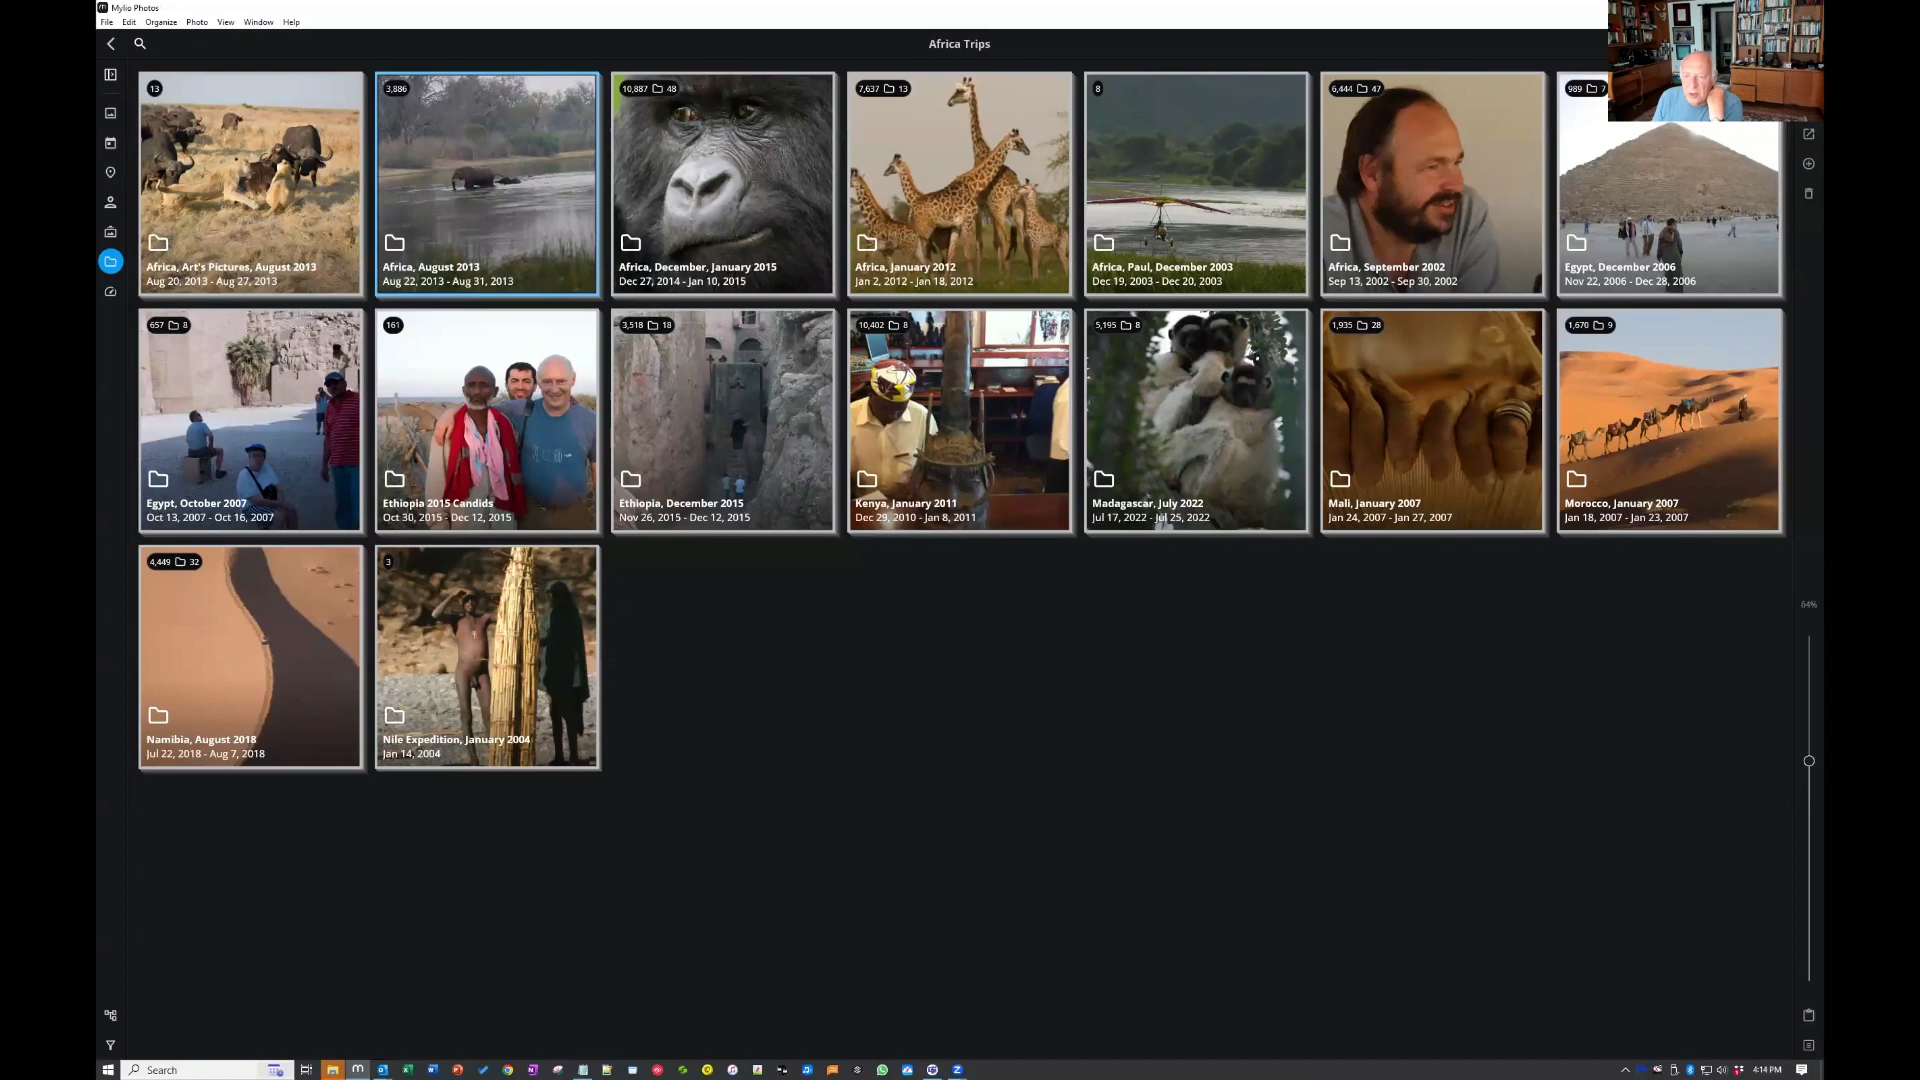 Mylio Photos
File Edit Organize Photo View Window Help
Africa Trips
13
Africa, Art's Pictures, August 2013
Aug 20, 2013 - Aug 27, 2013
3,886
Africa, August 2013
Aug 22, 2013 - Aug 31, 2013
10,887 48
Africa, December, January 2015
Dec 27, 2014 - Jan 10, 2015
7,637 13
Africa, January 2012
Jan 2, 2012 - Jan 18, 2012
8
Africa, Paul, December 2003
Dec 19, 2003 - Dec 20, 2003
6,444 47
Africa, September 2002
Sep 13, 2002 - Sep 30, 2002
989 7
Egypt, December 2006
Nov 22, 2006 - Dec 28, 2006
657 8
Egypt, October 2007
Oct 13, 2007 - Oct 16, 2007
161
Ethiopia 2015 Candids
Oct 30, 2015 - Dec 12, 2015
3,518 18
Ethiopia, December 2015
Nov 26, 2015 - Dec 12, 2015
10,402 8
Kenya, January 2011
Dec 29, 2010 - Jan 8, 2011
5,195 8
Madagascar, July 2022
Jul 17, 2022 - Jul 25, 2022
1,935 28
Mali, January 2007
Jan 24, 2007 - Jan 27, 2007
1,670 9
Morocco, January 2007
Jan 18, 2007 - Jan 23, 2007
4,449 32
Namibia, August 2018
Jul 22, 2018 - Aug 7, 2018
3
Nile Expedition, January 2004
Jan 14, 2004
64%
Search
4:14 PM